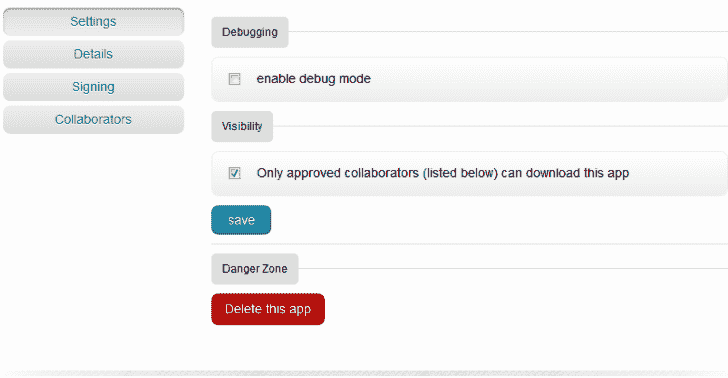 Settings
Details
Signing
Collaborators
Debugging
enable debug mode
Visibility
Only approved collaborators (listed below) can download this app
save
Danger Zone
Delete this app